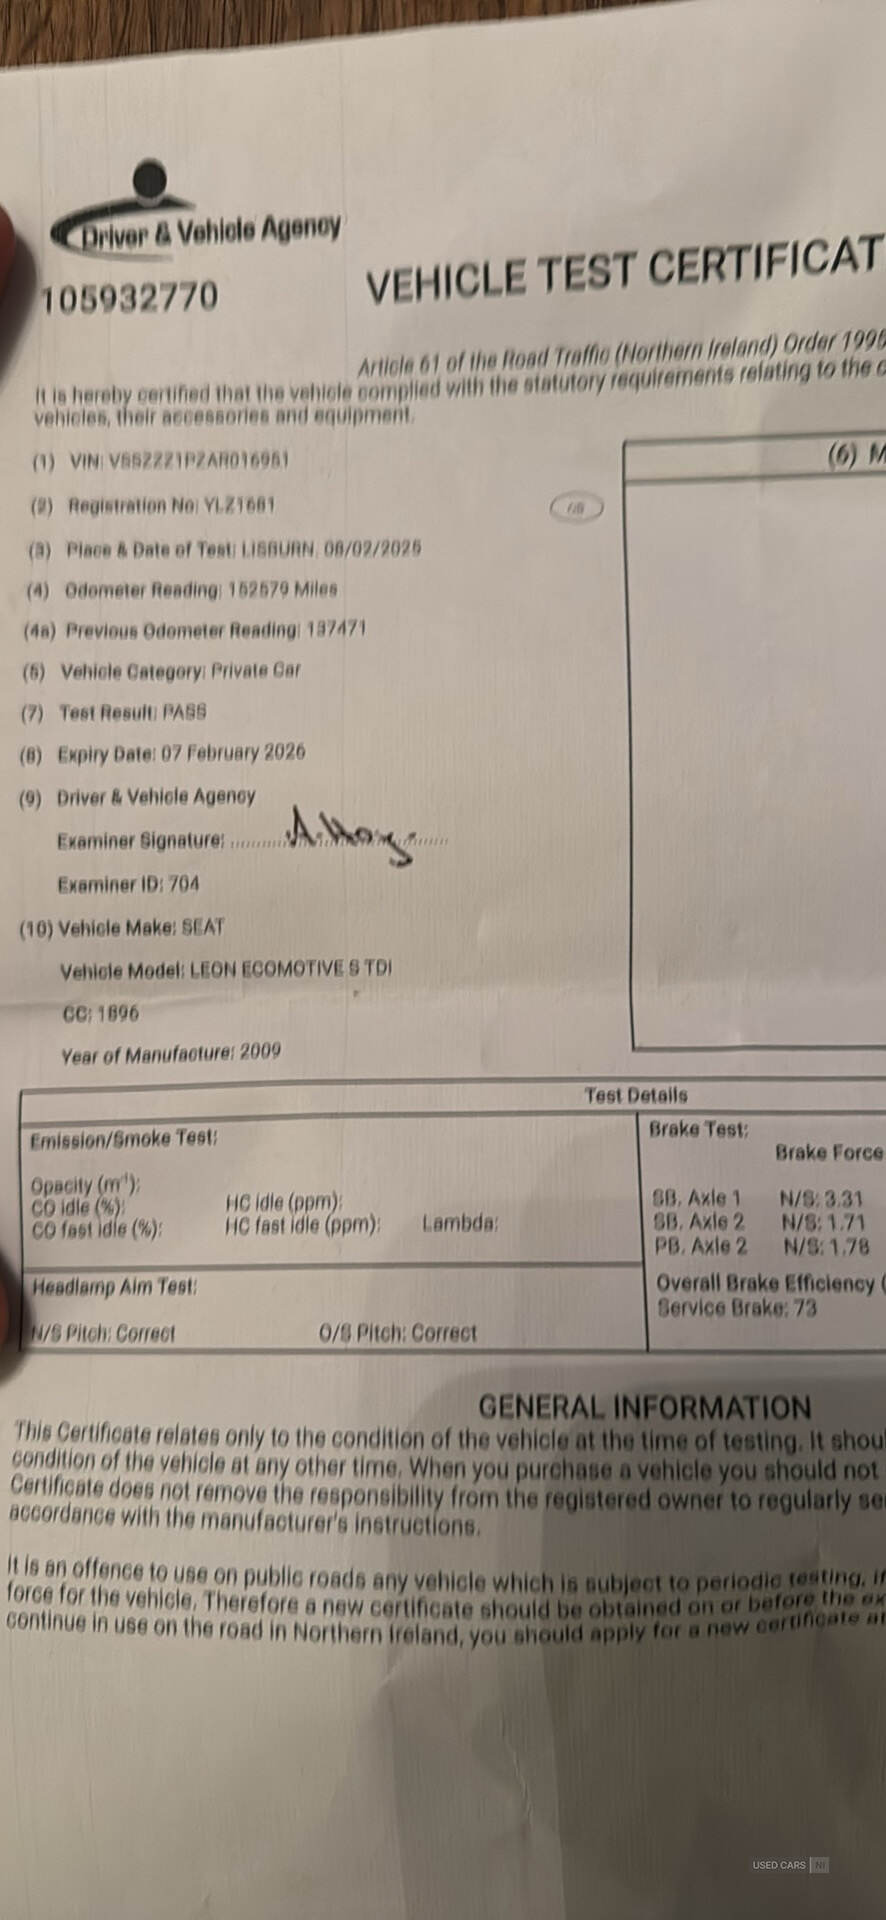 Driver & Vehicle Agency
105932770
VEHICLE TEST CERTIFICAT
Article 61 of the Road Traffic (Northern Ireland) Order 1995
It is hereby certified that the vehicle complied with the statutory requirements relating to the c
vehicles, their accessories and equipment.
(1) VIN:
(6) M
(2) Registration No: YLZ1681
GB
(3) Place & Date of Test: LISBURN, 08/02/2025
(4) Odometer Reading: 152579 Miles
(4a) Previous Odometer Reading: 137471
(5) Vehicle Category: Private Car
(7) Test Result: PASS
(8) Expiry Date: 07 February 2026
(9) Driver & Vehicle Agency
Examiner Signature:
Examiner ID: 704
(10) Vehicle Make: SEAT
Vehicle Model: LEON ECOMOTIVE S TDI
CC: 1896
Year of Manufacture: 2009
Test Details
Emission/Smoke Test:
Brake Test:
Brake Force
Opacity (m⁻¹):
CO idle (%): HC idle (ppm):
CO fast idle (%): HC fast idle (ppm): Lambda:
SB. Axle 1 N/S: 3.31
SB. Axle 2 N/S: 1.71
PB. Axle 2 N/S: 1.78
Headlamp Aim Test:
Overall Brake Efficiency (
Service Brake: 73
N/S Pitch: Correct O/S Pitch: Correct
GENERAL INFORMATION
This Certificate relates only to the condition of the vehicle at the time of testing. It shoul
condition of the vehicle at any other time. When you purchase a vehicle you should not
Certificate does not remove the responsibility from the registered owner to regularly se
accordance with the manufacturer's instructions.
It is an offence to use on public roads any vehicle which is subject to periodic testing, if
force for the vehicle. Therefore a new certificate should be obtained on or before the ex
continue in use on the road in Northern Ireland, you should apply for a new certificate at
USED CARS NI